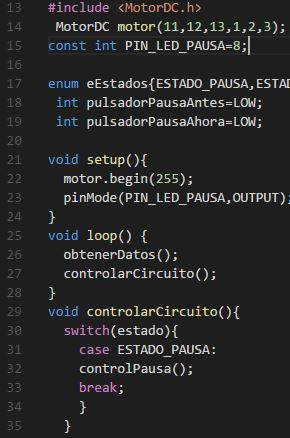 13 #include <MotorDC.h>
14 MotorDC motor(11,12,13,1,2,3);
15 const int PIN_LED_PAUSA=8;
16
17 enum eEstados{ESTADO_PAUSA,ESTAD
18 int pulsadorPausaAntes=LOW;
19 int pulsadorPausaAhora=LOW;
20
21 void setup(){
22 motor.begin(255);
23 pinMode(PIN_LED_PAUSA,OUTPUT);
24 }
25 void loop() {
26 obtenerDatos();
27 controlarCircuito();
28 }
29 void controlarCircuito(){
30 switch(estado){
31 case ESTADO_PAUSA:
32 controlPausa();
33 break;
34 }
35 }